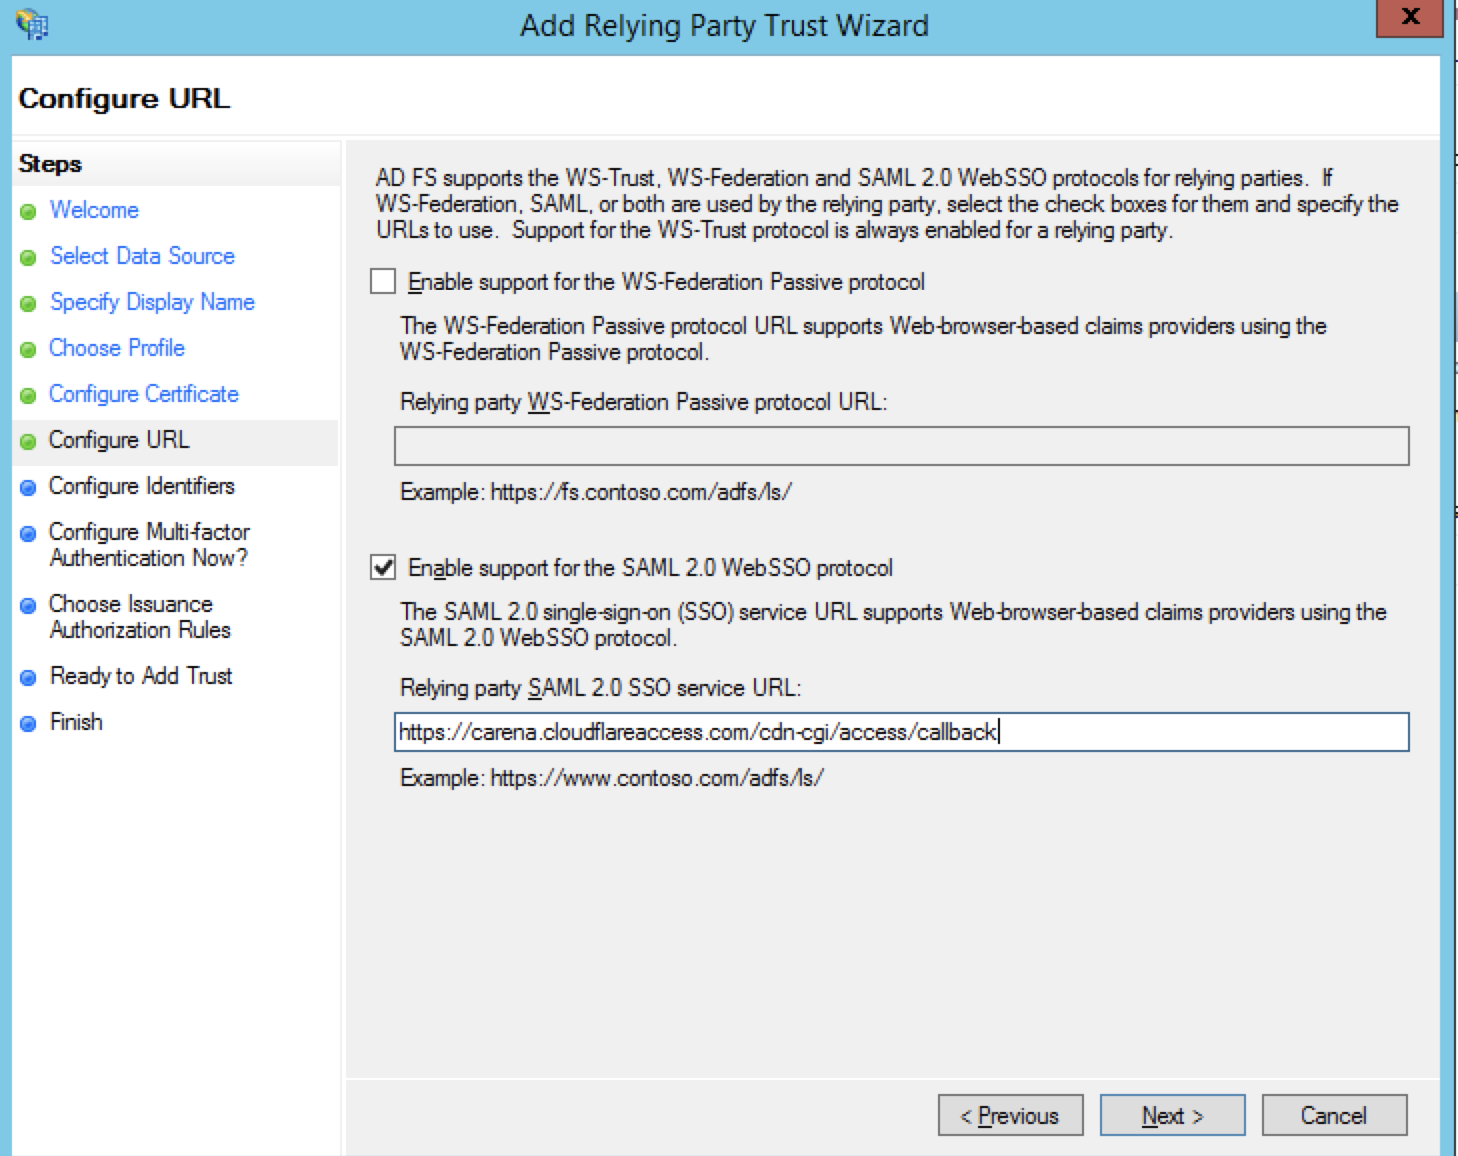 Add Relying Party Trust Wizard
X
Configure URL
Steps
Welcome
Select Data Source
Specify Display Name
Choose Profile
Configure Certificate
Configure URL
Configure Identifiers
Configure Multi-factor
Authentication Now?
Choose Issuance
Authorization Rules
Ready to Add Trust
Finish
AD FS supports the WS-Trust, WS-Federation and SAML 2.0 WebSSO protocols for relying parties. If
WS-Federation, SAML, or both are used by the relying party, select the check boxes for them and specify the
URLs to use. Support for the WS-Trust protocol is always enabled for a relying party.
Enable support for the WS-Federation Passive protocol
The WS-Federation Passive protocol URL supports Web-browser-based claims providers using the
WS-Federation Passive protocol.
Relying party WS-Federation Passive protocol URL:
Example: https://fs.contoso.com/adfs/ls/
Enable support for the SAML 2.0 WebSSO protocol
The SAML 2.0 single-sign-on (SSO) service URL supports Web-browser-based claims providers using the
SAML 2.0 WebSSO protocol.
Relying party SAML 2.0 SSO service URL:
https://carena.cloudflareaccess.com/cdn-cgi/access/callback
Example: https://www.contoso.com/adfs/ls/
< Previous
Next >
Cancel